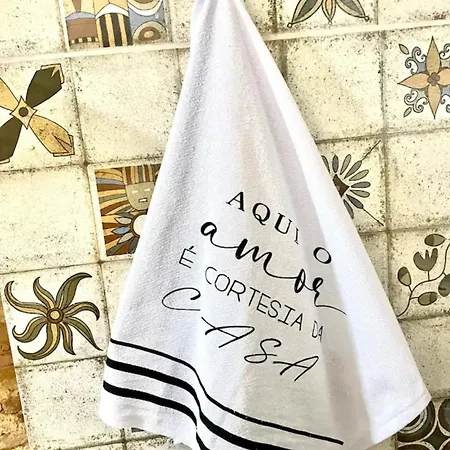 AQUI O
amor
É CORTESIA DA
CASA